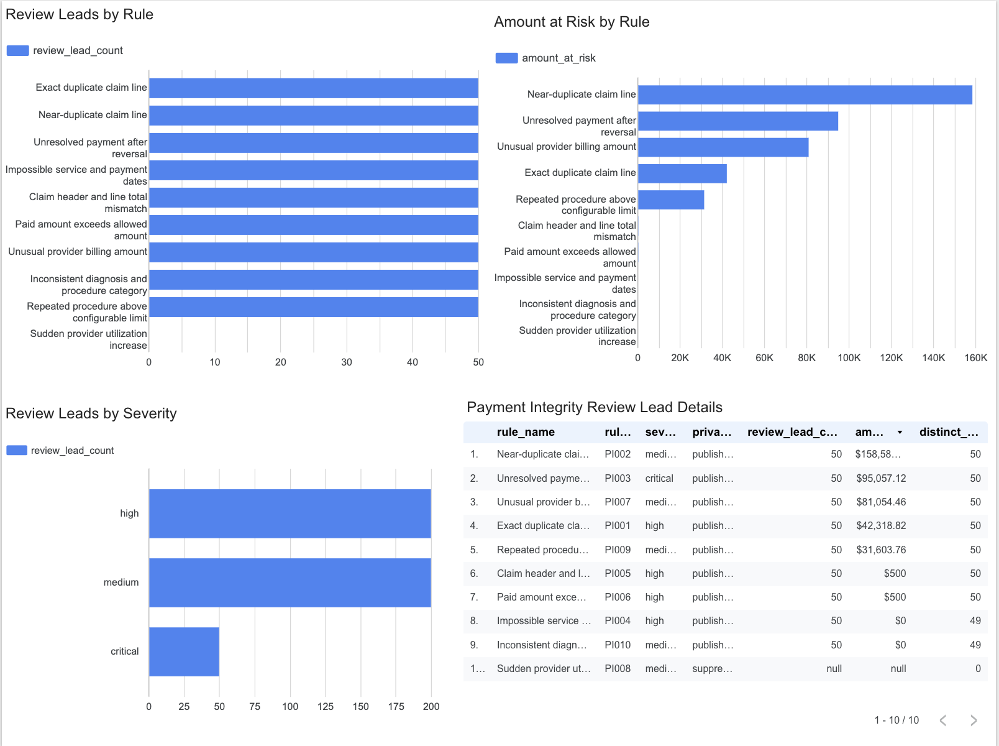 Review Leads by Rule
review_lead_count
Exact duplicate claim line
Near-duplicate claim line
Unresolved payment after
reversal
Impossible service and payment
dates
Claim header and line total
mismatch
Paid amount exceeds allowed
amount
Unusual provider billing amount
Inconsistent diagnosis and
procedure category
Repeated procedure above
configurable limit
Sudden provider utilization
increase
0 10 20 30 40 50
Amount at Risk by Rule
amount_at_risk
Near-duplicate claim line
Unresolved payment after
reversal
Unusual provider billing amount
Exact duplicate claim line
Repeated procedure above
configurable limit
Claim header and line total
mismatch
Paid amount exceeds allowed
amount
Impossible service and payment
dates
Inconsistent diagnosis and
procedure category
Sudden provider utilization
increase
0 20K 40K 60K 80K 100K 120K 140K 160K
Review Leads by Severity
review_lead_count
high
medium
critical
0 25 50 75 100 125 150 175 200
Payment Integrity Review Lead Details
rule_name rul... sev... priva... review_lead_c... am... distinct_...
1. Near-duplicate clai... PI002 medi... publish... 50 $158,58... 50
2. Unresolved payme... PI003 critical publish... 50 $95,057.12 50
3. Unusual provider b... PI007 medi... publish... 50 $81,054.46 50
4. Exact duplicate cla... PI001 high publish... 50 $42,318.82 50
5. Repeated procedu... PI009 medi... publish... 50 $31,603.76 50
6. Claim header and l... PI005 high publish... 50 $500 50
7. Paid amount exce... PI006 high publish... 50 $500 50
8. Impossible service ... PI004 high publish... 50 $0 49
9. Inconsistent diagn... PI010 medi... publish... 50 $0 49
1... Sudden provider ut... PI008 medi... suppre... null null 0
1 - 10 / 10